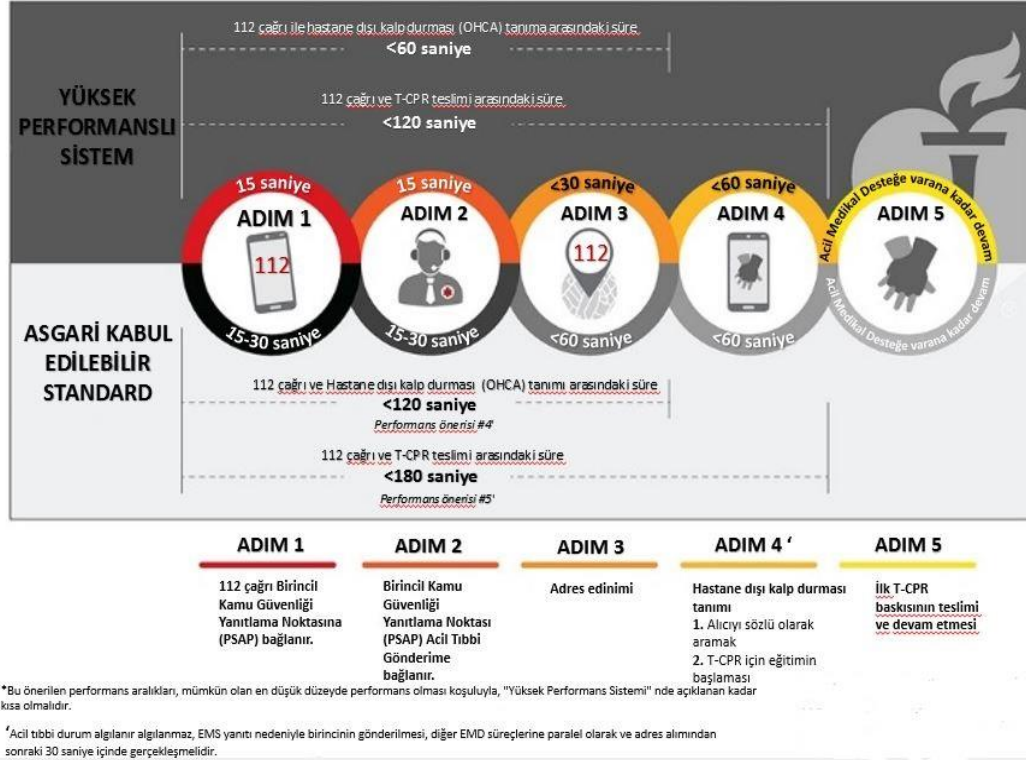 112 çağrı ile hastane dışı kalp durması (OHCA) tanıma arasındaki süre
<60 saniye
112 çağrı ve T-CPR teslimi arasındaki süre
<120 saniye
YÜKSEK
PERFORMANSLI
SİSTEM
15 saniye
15 saniye
<30 saniye
<60 saniye
Acil Medikal Desteğe varana kadar devam
ADIM 1
ADIM 2
ADIM 3
ADIM 4
ADIM 5
112
112
15-30 saniye
15-30 saniye
<60 saniye
<60 saniye
Acil Medikal Desteğe varana kadar devam
ASGARİ KABUL
EDİLEBİLİR
STANDARD
112 çağrı ve Hastane dışı kalp durması (OHCA) tanımı arasındaki süre
<120 saniye
Performans önerisi #4'
112 çağrı ve T-CPR teslimi arasındaki süre
<180 saniye
Performans önerisi #5'
ADIM 1
112 çağrı Birincil
Kamu Güvenliği
Yanıtlama Noktasına
(PSAP) bağlanır.
ADIM 2
Birincil Kamu
Güvenliği
Yanıtlama Noktası
(PSAP) Acil Tıbbi
Gönderime
bağlanır.
ADIM 3
Adres edinimi
ADIM 4 ‘
Hastane dışı kalp durması
tanımı
1. Alıcıyı sözlü olarak
aramak
2. T-CPR için eğitimin
başlaması
ADIM 5
İlk T-CPR
baskısının teslimi
ve devam etmesi
*Bu önerilen performans aralıkları, mümkün olan en düşük düzeyde performans olması koşuluyla, "Yüksek Performans Sistemi" nde açıklanan kadar
kısa olmalıdır.
‘Acil tıbbi durum algılanır algılanmaz, EMS yanıtı nedeniyle birincinin gönderilmesi, diğer EMD süreçlerine paralel olarak ve adres alımından
sonraki 30 saniye içinde gerçekleşmelidir.